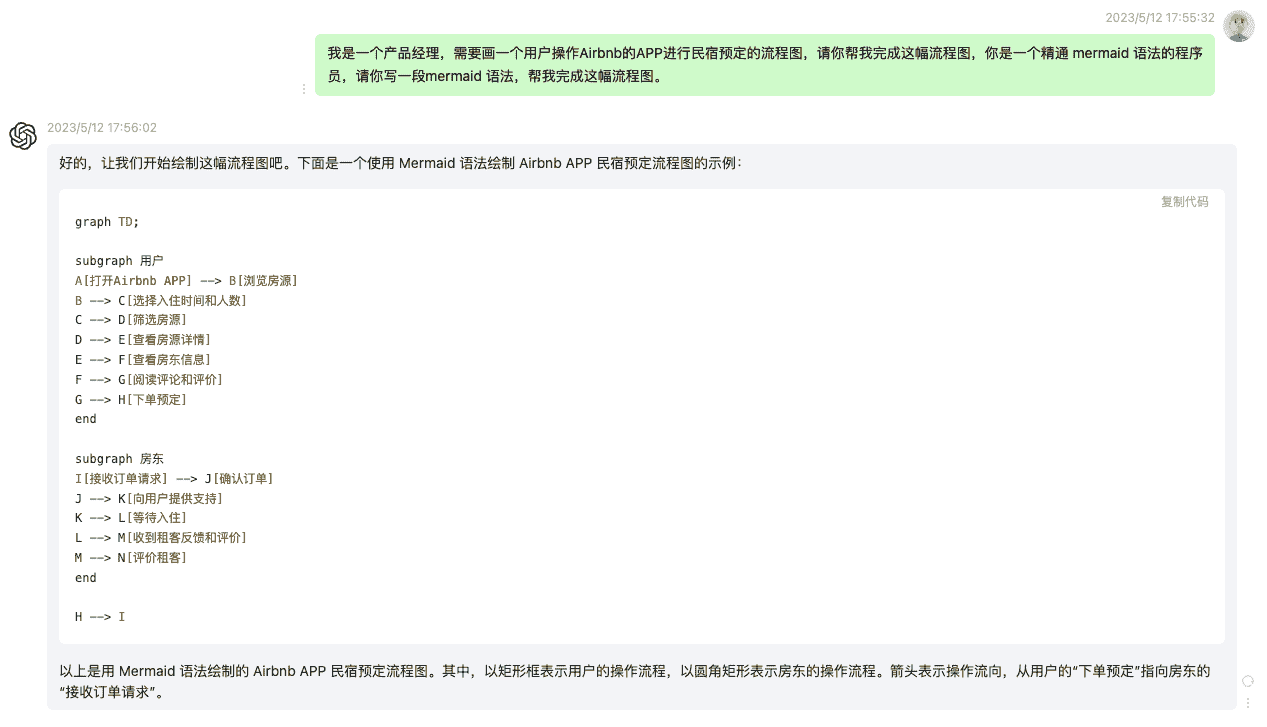 2023/5/12 17:55:32
我是一个产品经理，需要画一个用户操作Airbnb的APP进行民宿预定的流程图，请你帮我完成这幅流程图，你是一个精通 mermaid 语法的程序
员，请你写一段mermaid 语法，帮我完成这幅流程图。
2023/5/12 17:56:02
好的，让我们开始绘制这幅流程图吧。下面是一个使用 Mermaid 语法绘制 Airbnb APP 民宿预定流程图的示例：
复制代码
graph TD;
subgraph 用户
A[打开Airbnb APP] --> B[浏览房源]
B --> C[选择入住时间和人数]
C --> D[筛选房源]
D --> E[查看房源详情]
E --> F[查看房东信息]
F --> G[阅读评论和评价]
G --> H[下单预定]
end
subgraph 房东
I[接收订单请求] --> J[确认订单]
J --> K[向用户提供支持]
K --> L[等待入住]
L --> M[收到租客反馈和评价]
M --> N[评价租客]
end
H --> I
以上是用 Mermaid 语法绘制的 Airbnb APP 民宿预定流程图。其中，以矩形框表示用户的操作流程，以圆角矩形表示房东的操作流程。箭头表示操作流向，从用户的“下单预定”指向房东的
“接收订单请求”。